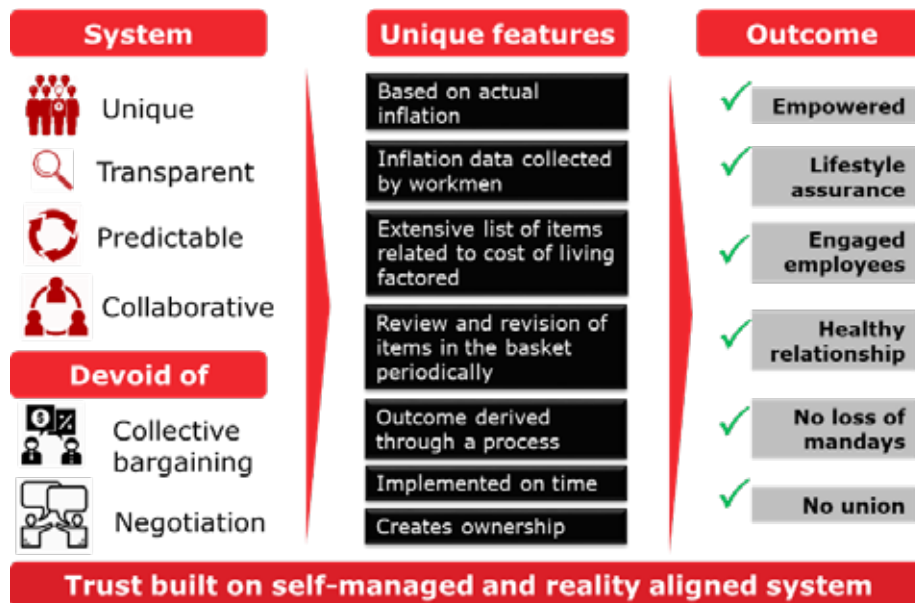 System
Unique
Transparent
Predictable
Collaborative
Devoid of
$ %
Collective
bargaining
Negotiation
Unique features
Based on actual
inflation
Inflation data collected
by workmen
Extensive list of items
related to cost of living
factored
Review and revision of
items in the basket
periodically
Outcome derived
through a process
Implemented on time
Creates ownership
Outcome
Empowered
Lifestyle
assurance
Engaged
employees
Healthy
relationship
No loss of
mandays
No union
Trust built on self-managed and reality aligned system